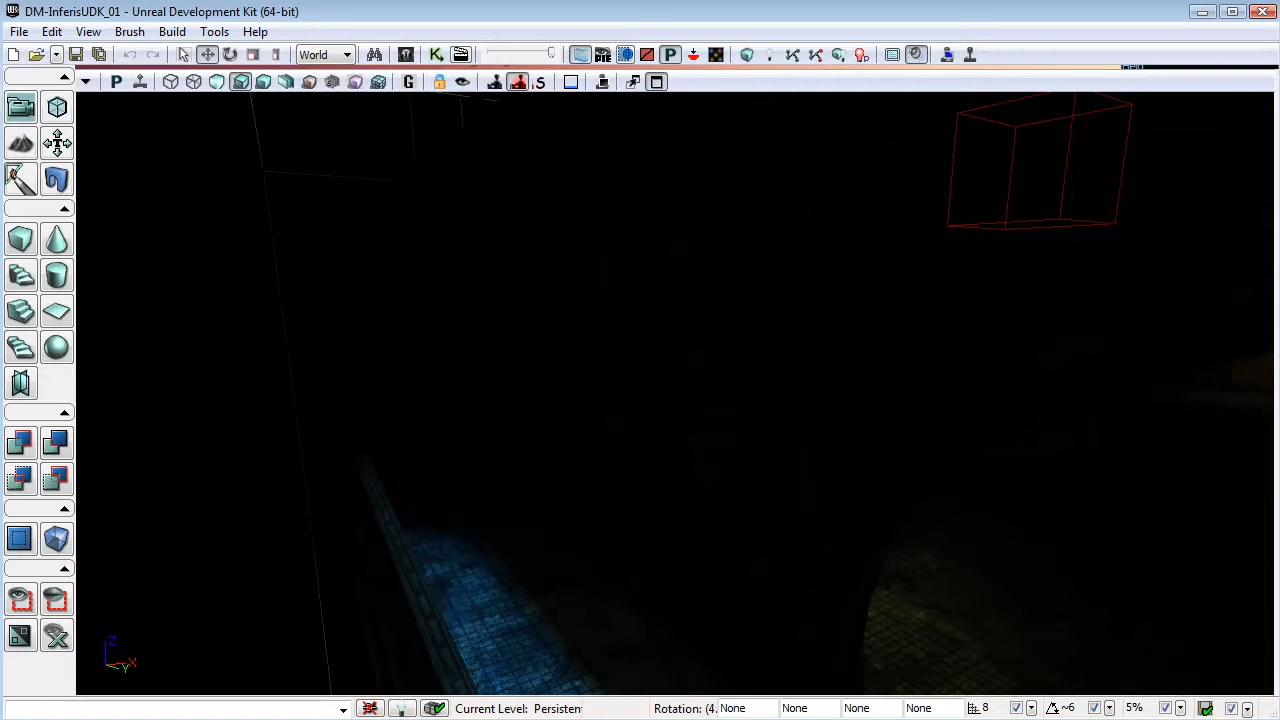 DM-InferisUDK_01 - Unreal Development Kit (64-bit)
File Edit View Brush Build Tools Help
World
P
P G S
Z
X
Y
Current Level: Persisten Rotation: (4. None None None None 8 ~6 5%